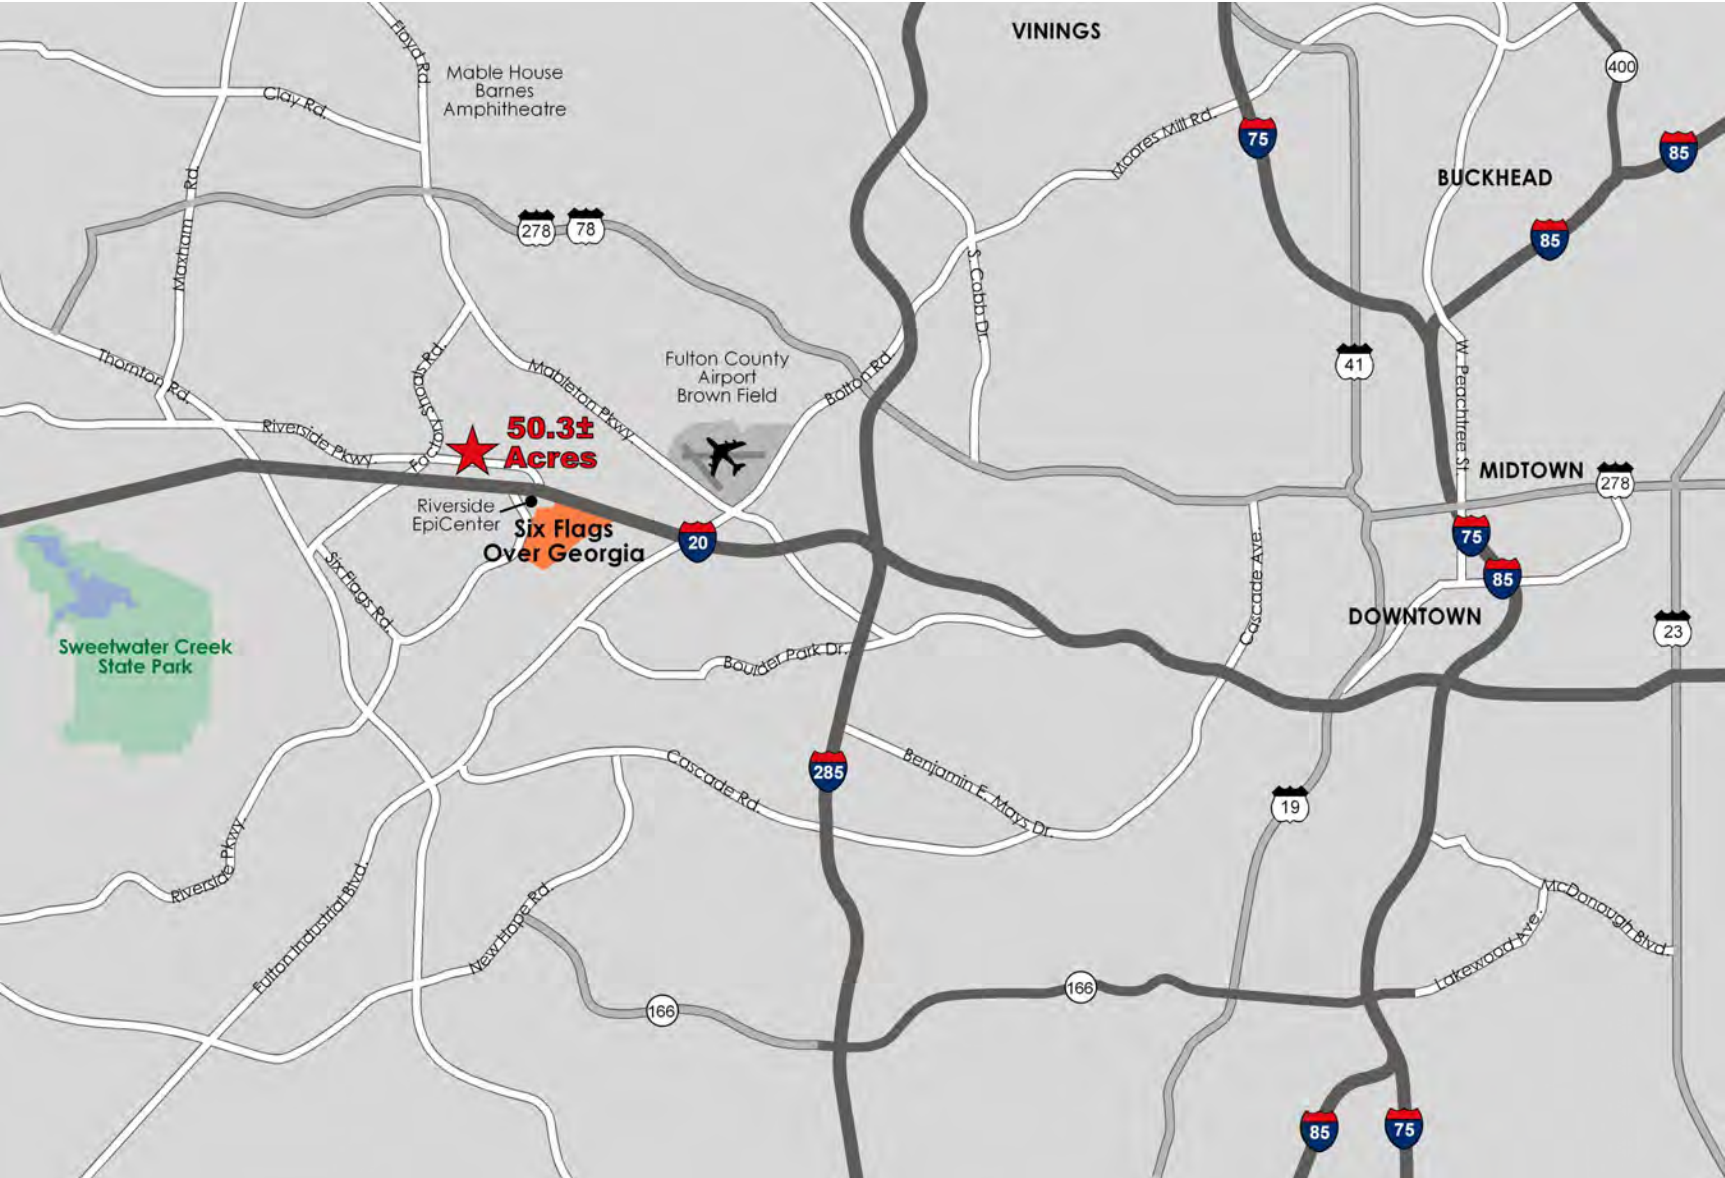 VININGS
Floyd Rd.
Mable House
Barnes
Amphitheatre
400
Clay Rd.
Moores Mill Rd.
75
85
BUCKHEAD
Maxham Rd.
278
78
85
S Cobb Dr.
Thornton Rd.
Factory Shoals Rd.
Mableton Pkwy.
Fulton County
Airport
Brown Field
Bolton Rd.
41
W Peachtree St.
Riverside Pkwy.
50.3±
Acres
MIDTOWN
278
Riverside
EpiCenter
Six Flags
Over Georgia
20
75
85
Six Flags Rd.
Cascade Ave.
DOWNTOWN
23
Sweetwater Creek
State Park
Boulder Park Dr.
285
Benjamin E. Mays Dr.
Cascade Rd.
19
Riverside Pkwy.
Fulton Industrial Blvd.
New Hope Rd.
McDonough Blvd.
Lakewood Ave.
166
166
85
75